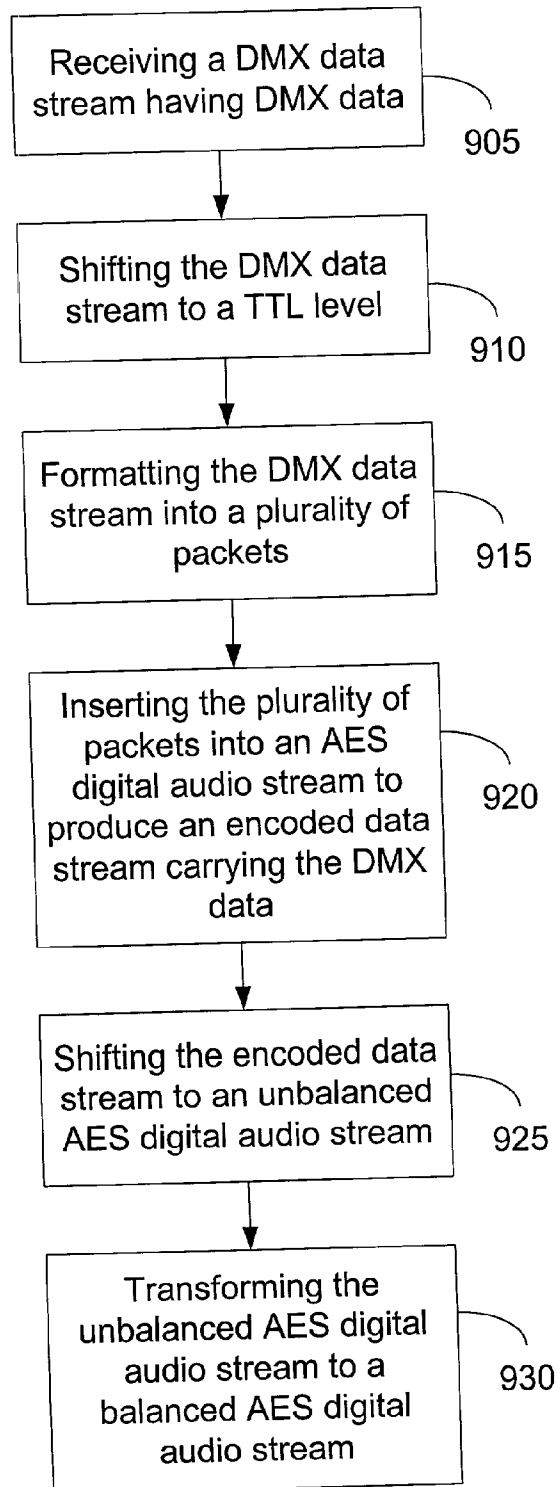 Receiving a DMX data
stream having DMX data
905
Shifting the DMX data
stream to a TTL level
910
Formatting the DMX data
stream into a plurality of
packets
915
Inserting the plurality of
packets into an AES
digital audio stream to
produce an encoded data
stream carrying the DMX
data
920
Shifting the encoded data
stream to an unbalanced
AES digital audio stream
925
Transforming the
unbalanced AES digital
audio stream to a
balanced AES digital
audio stream
930